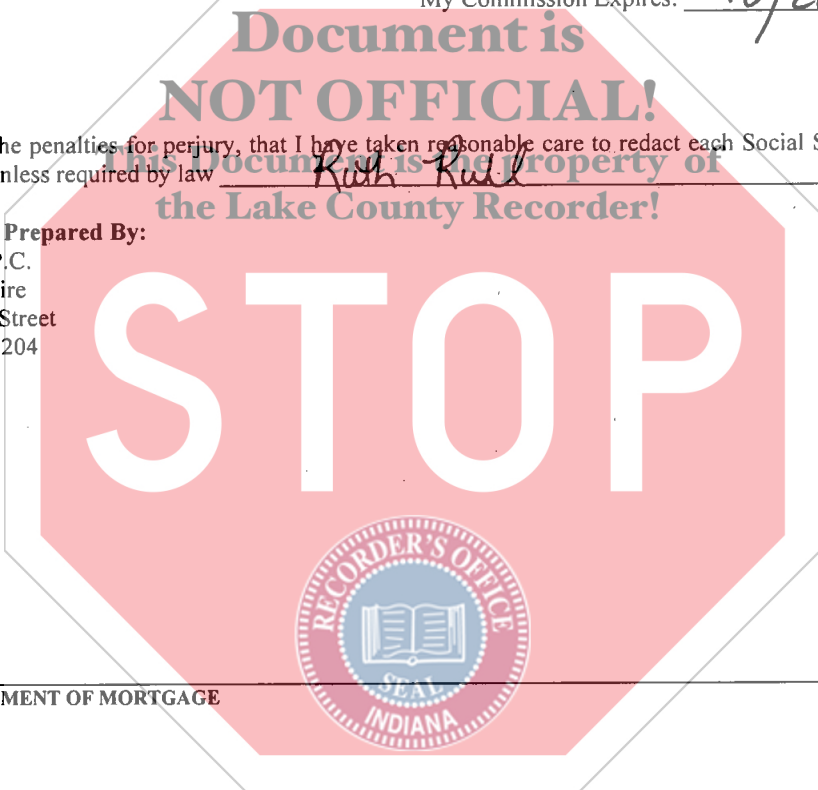 My Commission Expires:
Document is
NOT OFFICIAL!
he penalties for perjury, that I have taken reasonable care to redact each Social S
This Document is the property of
nless required by law Ruth
the Lake County Recorder!
Prepared By:
P.C.
ire
Street
204
STOP
RECORDER'S OFFICE
SEAL
INDIANA
MENT OF MORTGAGE